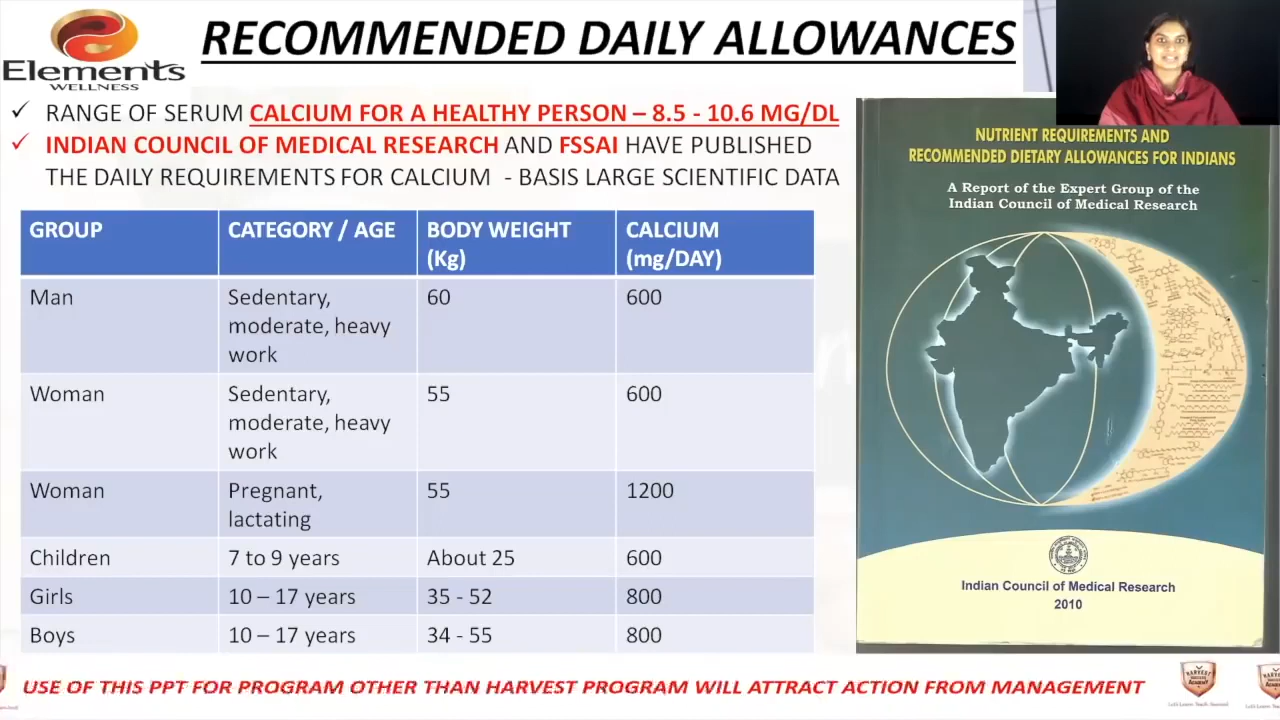 Elements
WELLNESS
RECOMMENDED DAILY ALLOWANCES
✓ RANGE OF SERUM CALCIUM FOR A HEALTHY PERSON – 8.5 - 10.6 MG/DL
✓ INDIAN COUNCIL OF MEDICAL RESEARCH AND FSSAI HAVE PUBLISHED
THE DAILY REQUIREMENTS FOR CALCIUM - BASIS LARGE SCIENTIFIC DATA
GROUP CATEGORY / AGE BODY WEIGHT (Kg) CALCIUM (mg/DAY)
Man Sedentary, moderate, heavy work 60 600
Woman Sedentary, moderate, heavy work 55 600
Woman Pregnant, lactating 55 1200
Children 7 to 9 years About 25 600
Girls 10 – 17 years 35 - 52 800
Boys 10 – 17 years 34 - 55 800
NUTRIENT REQUIREMENTS AND
RECOMMENDED DIETARY ALLOWANCES FOR INDIANS
A Report of the Expert Group of the
Indian Council of Medical Research
Indian Council of Medical Research
2010
USE OF THIS PPT FOR PROGRAM OTHER THAN HARVEST PROGRAM WILL ATTRACT ACTION FROM MANAGEMENT
HARVEST